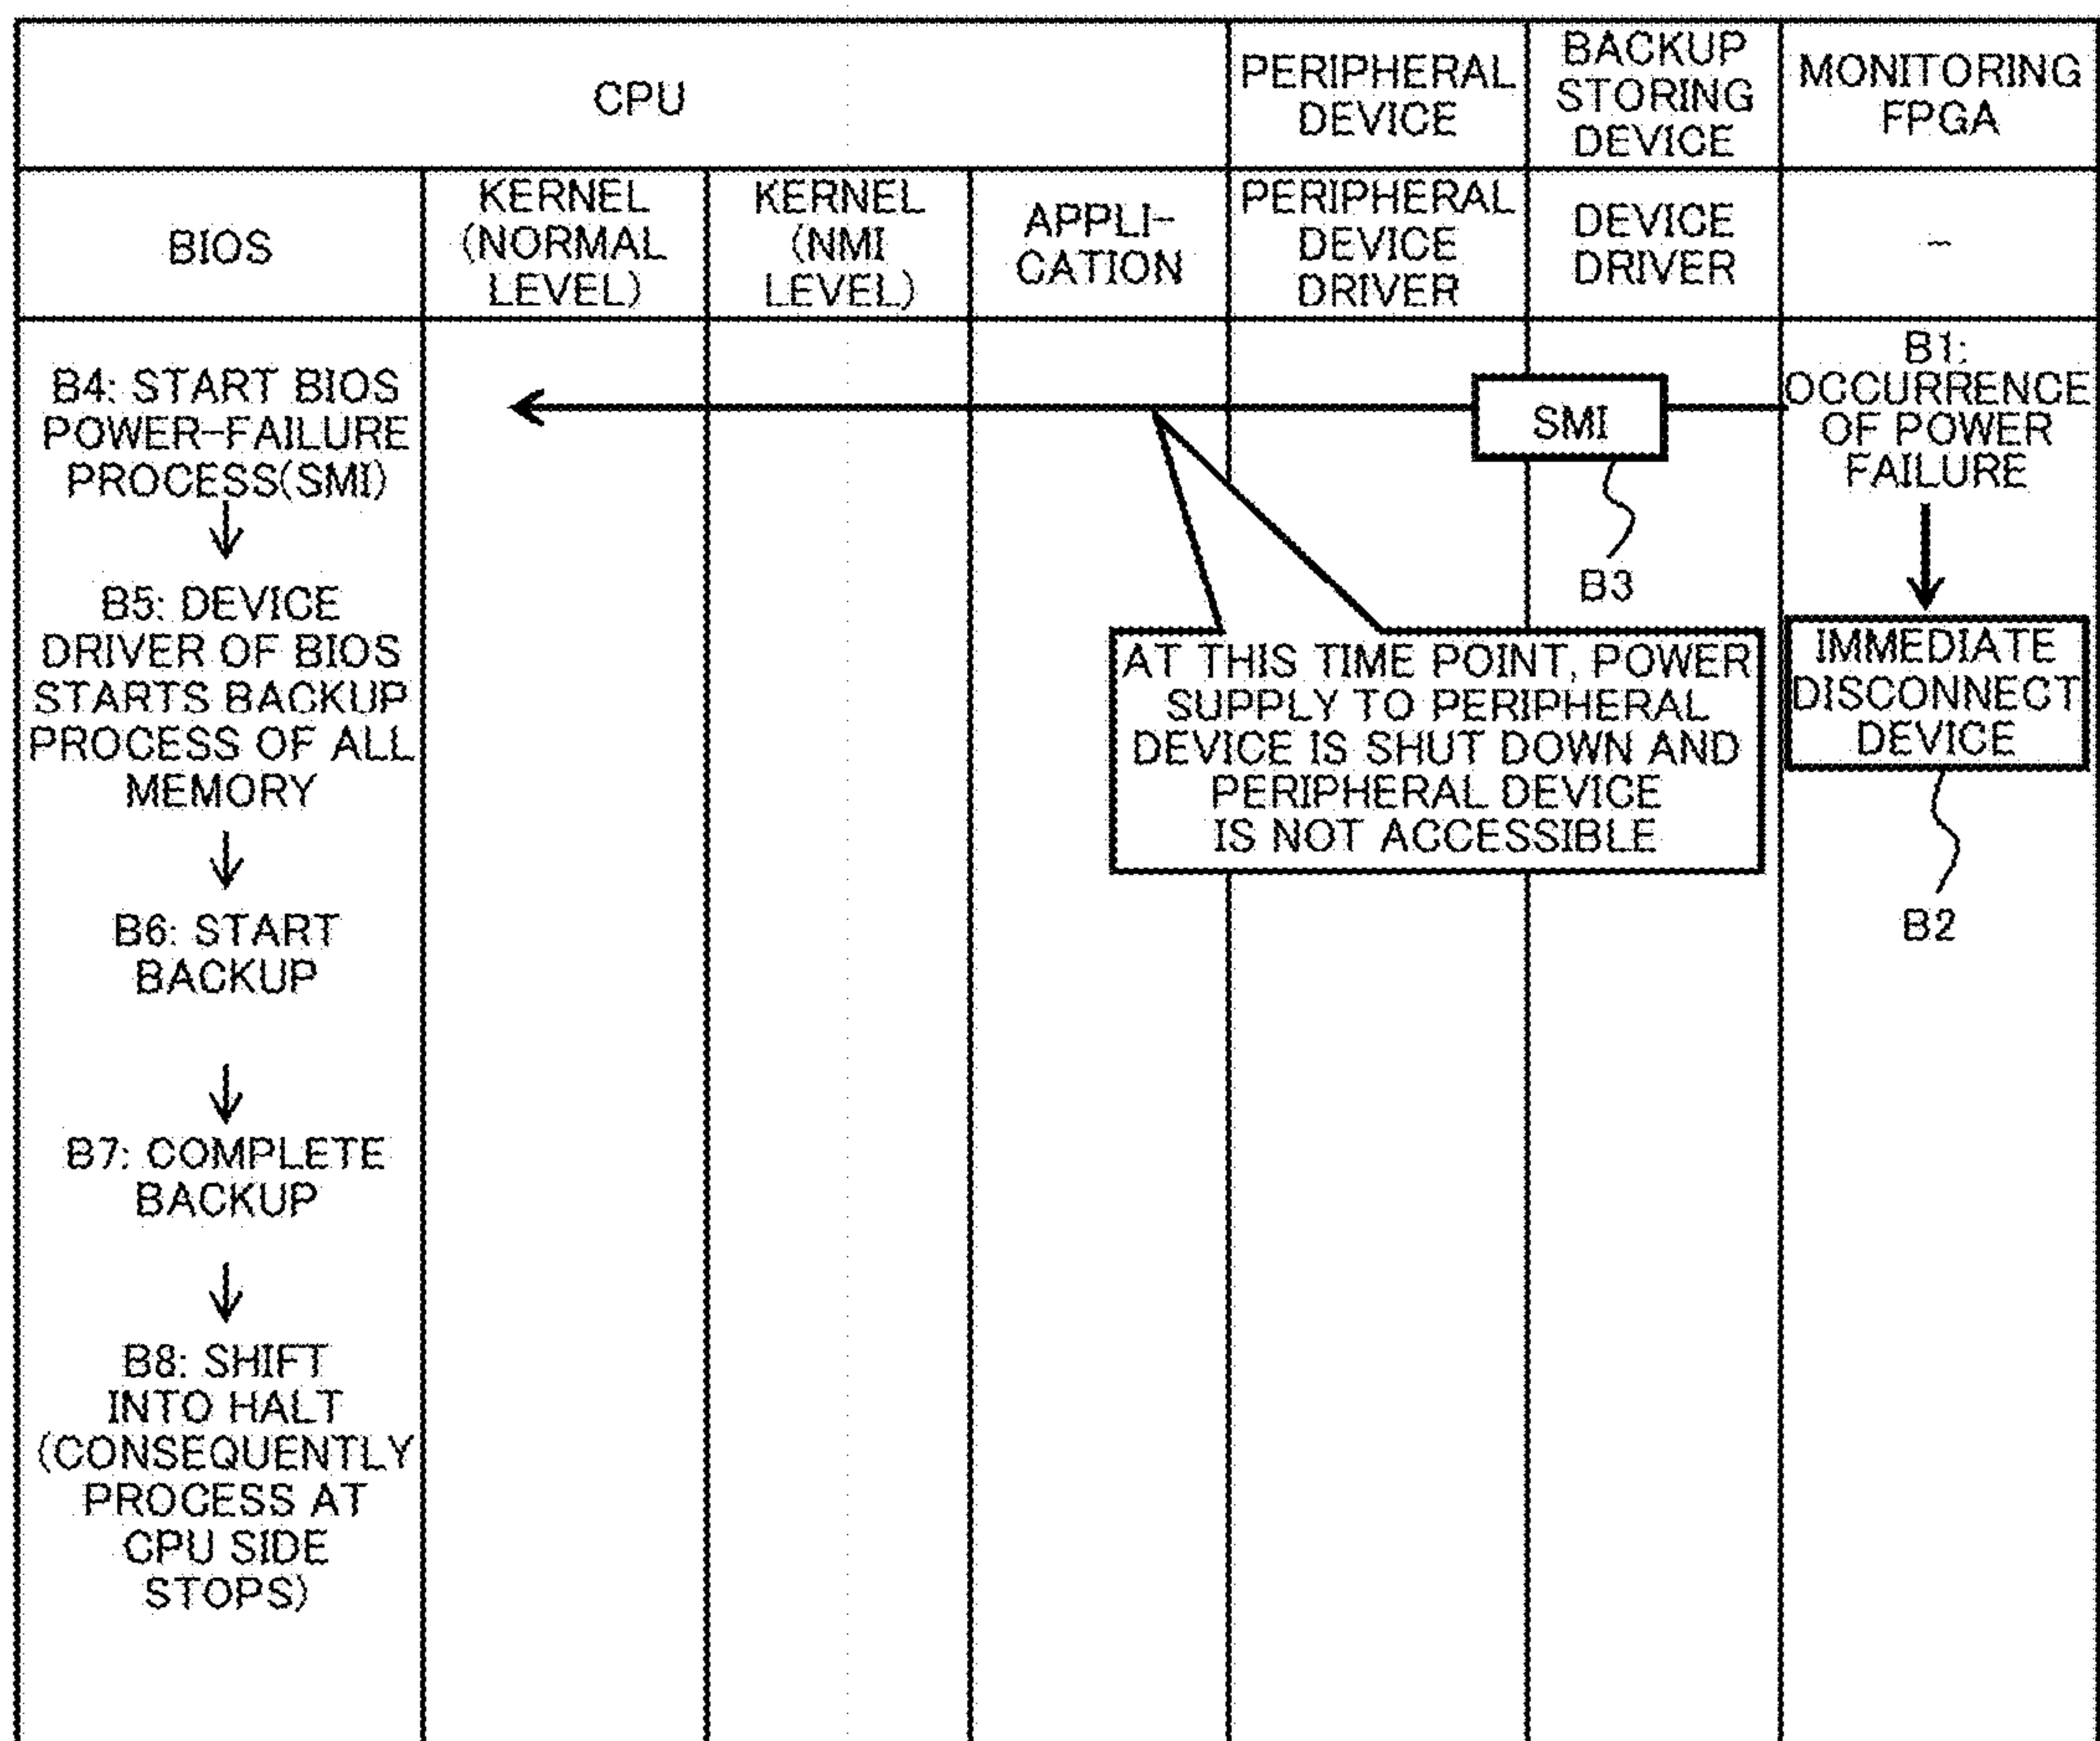 CPU
PERIPHERAL
DEVICE
BACKUP
STORING
DEVICE
MONITORING
FPGA
BIOS
KERNEL
(NORMAL
LEVEL)
KERNEL
(NMI
LEVEL)
APPLI-
CATION
PERIPHERAL
DEVICE
DRIVER
DEVICE
DRIVER
-
B4: START BIOS
POWER-FAILURE
PROCESS(SMI)
B5: DEVICE
DRIVER OF BIOS
STARTS BACKUP
PROCESS OF ALL
MEMORY
B6: START
BACKUP
B7: COMPLETE
BACKUP
B8: SHIFT
INTO HALT
(CONSEQUENTLY
PROCESS AT
CPU SIDE
STOPS)
SMI
B3
AT THIS TIME POINT, POWER
SUPPLY TO PERIPHERAL
DEVICE IS SHUT DOWN AND
PERIPHERAL DEVICE
IS NOT ACCESSIBLE
B1:
OCCURRENCE
OF POWER
FAILURE
IMMEDIATE
DISCONNECT
DEVICE
B2